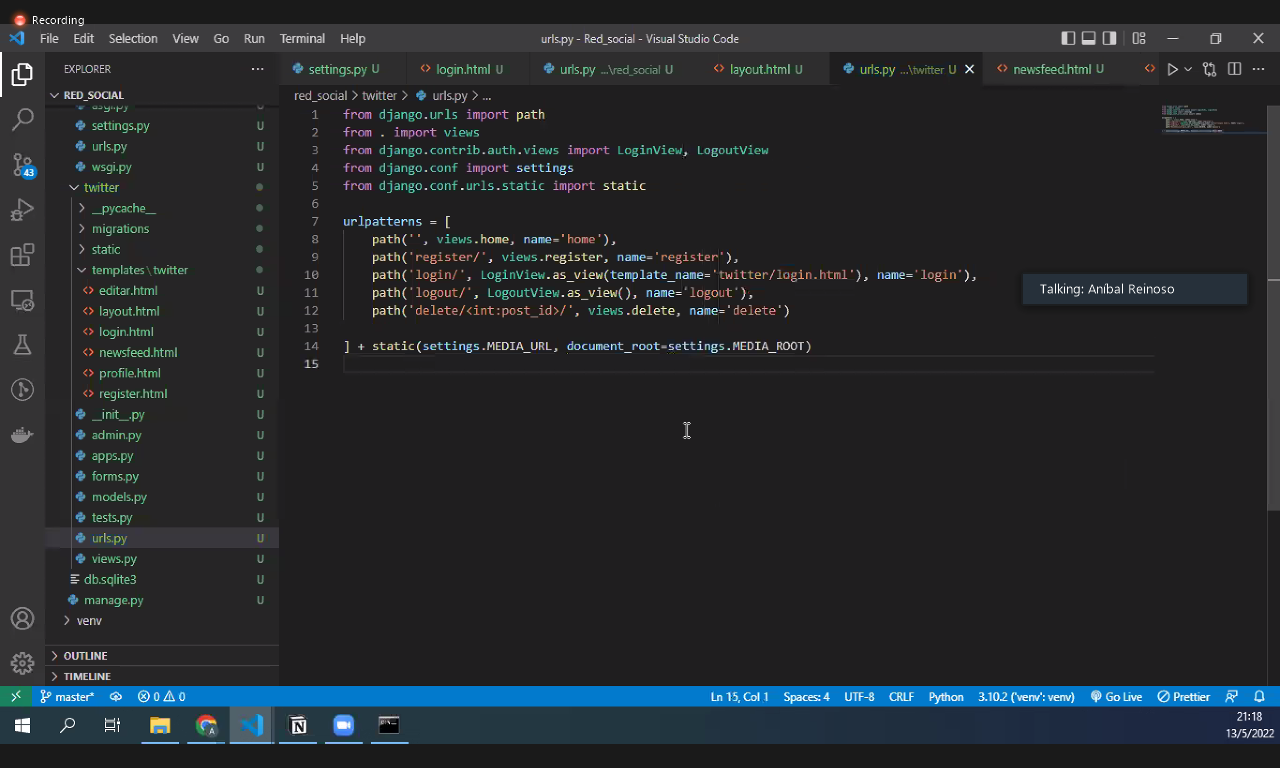 Recording
File Edit Selection View Go Run Terminal Help
urls.py - Red_social - Visual Studio Code
EXPLORER
settings.py U
login.html U
urls.py ...\red_social U
layout.html U
urls.py ...\twitter U
newsfeed.html U
RED_SOCIAL
asgi.py U
settings.py U
urls.py U
wsgi.py U
twitter
__pycache__
migrations
static
templates \ twitter
editar.html U
layout.html U
login.html U
newsfeed.html U
profile.html U
register.html U
__init__.py U
admin.py U
apps.py U
forms.py U
models.py U
tests.py U
urls.py U
views.py U
db.sqlite3 U
manage.py U
venv
OUTLINE
TIMELINE
43
red_social > twitter > urls.py > ...
1 from django.urls import path
2 from . import views
3 from django.contrib.auth.views import LoginView, LogoutView
4 from django.conf import settings
5 from django.conf.urls.static import static
6
7 urlpatterns = [
8 path('', views.home, name='home'),
9 path('register/', views.register, name='register'),
10 path('login/', LoginView.as_view(template_name='twitter/login.html'), name='login'),
11 path('logout/', LogoutView.as_view(), name='logout'),
12 path('delete/<int:post_id>/', views.delete, name='delete')
13
14 ] + static(settings.MEDIA_URL, document_root=settings.MEDIA_ROOT)
15
Talking: Aníbal Reinoso
master* 0 0 Ln 15, Col 1 Spaces: 4 UTF-8 CRLF Python 3.10.2 ('venv': venv) Go Live Prettier
21:18
13/5/2022